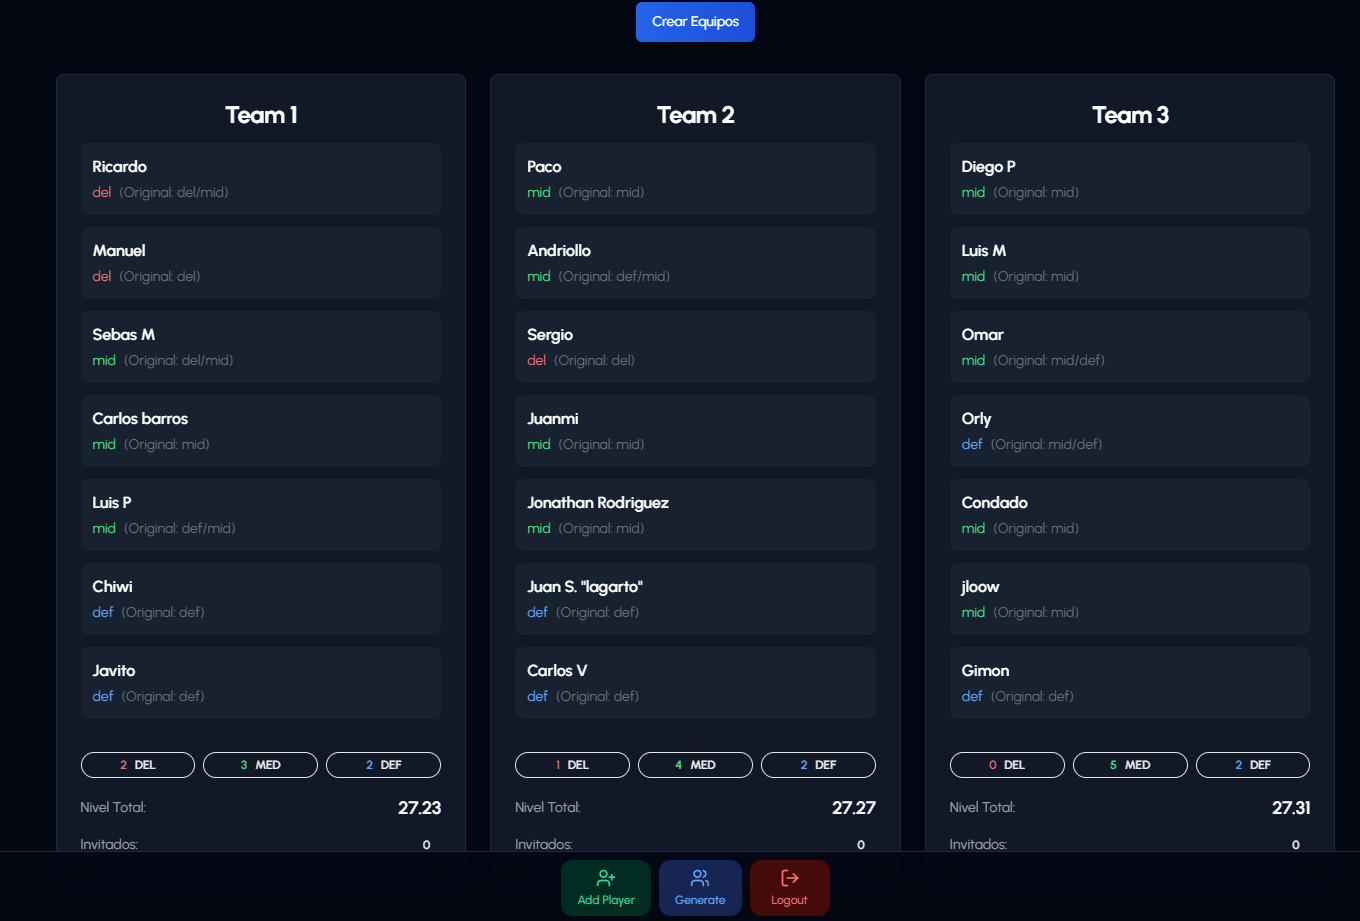 Crear Equipos
Team 1
Ricardo
del (Original: del/mid)
Manuel
del (Original: del)
Sebas M
mid (Original: del/mid)
Carlos barros
mid (Original: mid)
Luis P
mid (Original: def/mid)
Chiwi
def (Original: def)
Javito
def (Original: def)
2 DEL
3 MED
2 DEF
Nivel Total: 27.23
Invitados: 0
Team 2
Paco
mid (Original: mid)
Andriollo
mid (Original: def/mid)
Sergio
del (Original: del)
Juanmi
mid (Original: mid)
Jonathan Rodriguez
mid (Original: mid)
Juan S. "lagarto"
def (Original: def)
Carlos V
def (Original: def)
1 DEL
4 MED
2 DEF
Nivel Total: 27.27
Invitados: 0
Team 3
Diego P
mid (Original: mid)
Luis M
mid (Original: mid)
Omar
mid (Original: mid/def)
Orly
def (Original: mid/def)
Condado
mid (Original: mid)
jloow
mid (Original: mid)
Gimon
def (Original: def)
0 DEL
5 MED
2 DEF
Nivel Total: 27.31
Invitados: 0
Add Player
Generate
Logout